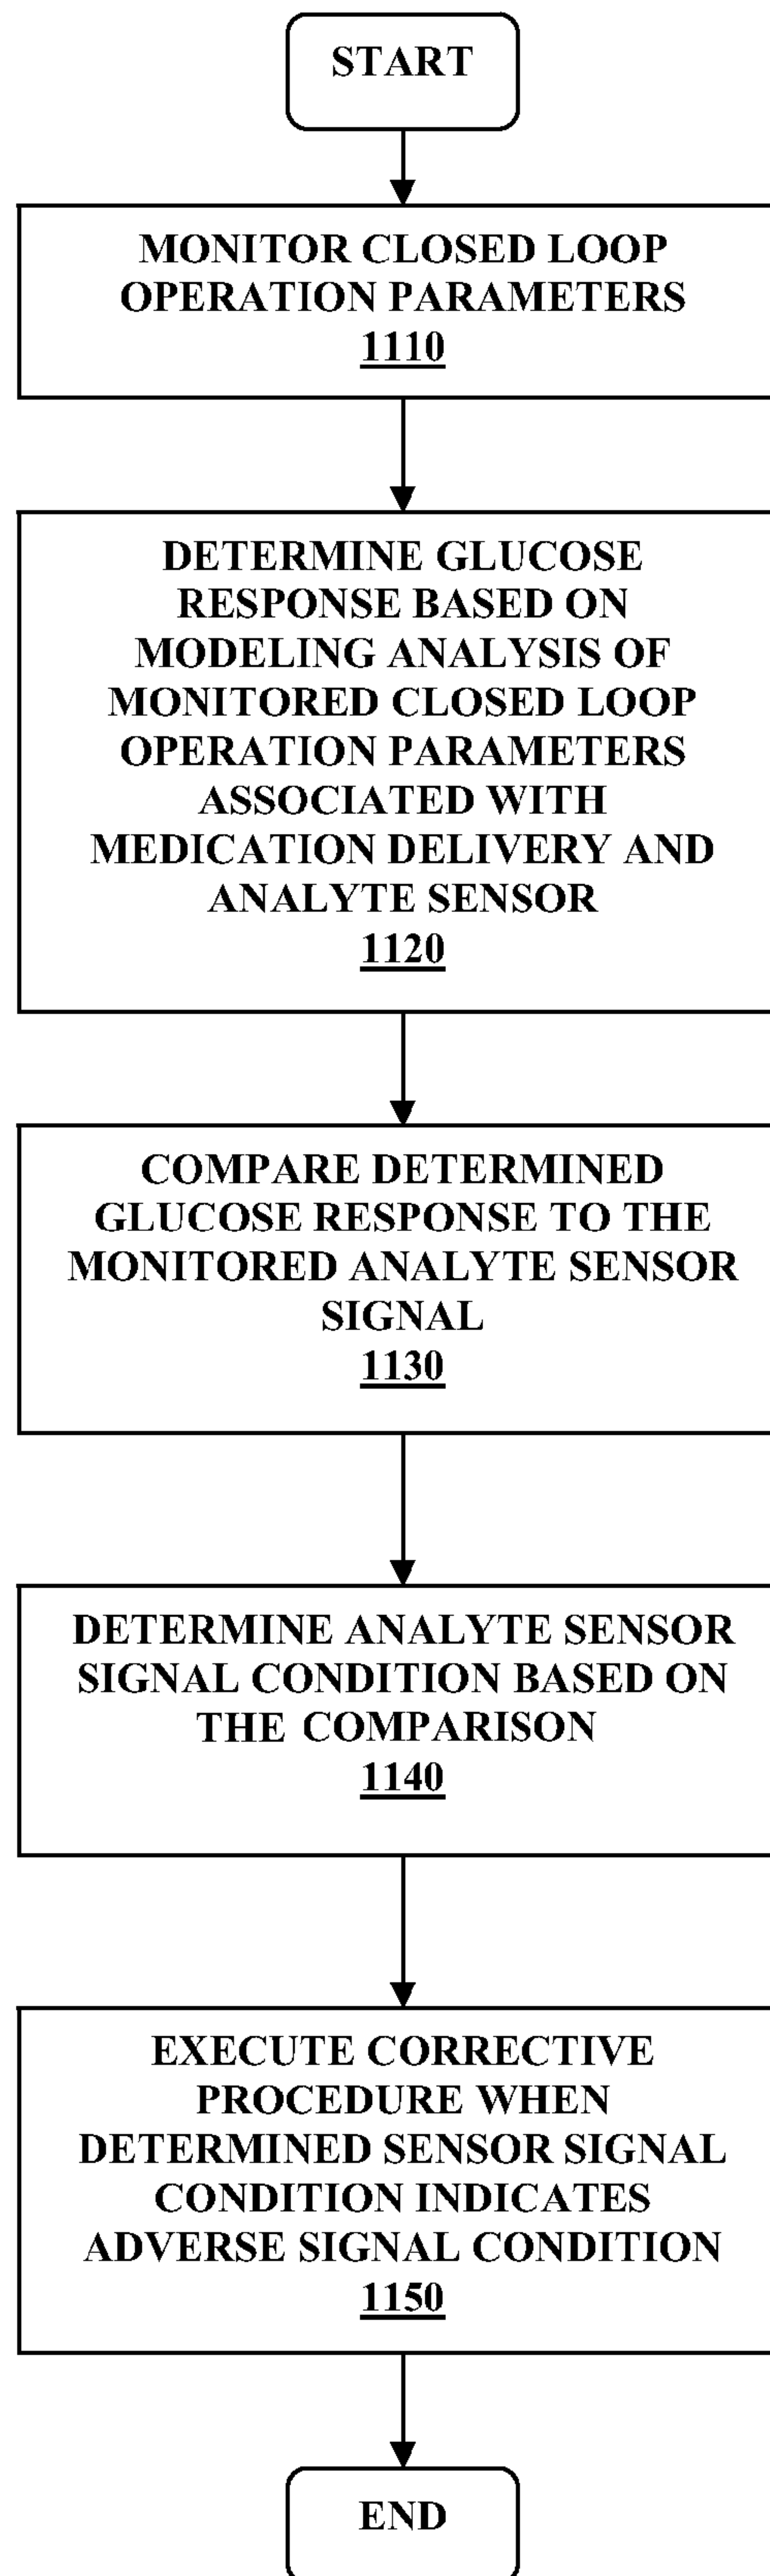 START
MONITOR CLOSED LOOP
OPERATION PARAMETERS
1110
DETERMINE GLUCOSE
RESPONSE BASED ON
MODELING ANALYSIS OF
MONITORED CLOSED LOOP
OPERATION PARAMETERS
ASSOCIATED WITH
MEDICATION DELIVERY AND
ANALYTE SENSOR
1120
COMPARE DETERMINED
GLUCOSE RESPONSE TO THE
MONITORED ANALYTE SENSOR
SIGNAL
1130
DETERMINE ANALYTE SENSOR
SIGNAL CONDITION BASED ON
THE COMPARISON
1140
EXECUTE CORRECTIVE
PROCEDURE WHEN
DETERMINED SENSOR SIGNAL
CONDITION INDICATES
ADVERSE SIGNAL CONDITION
1150
END